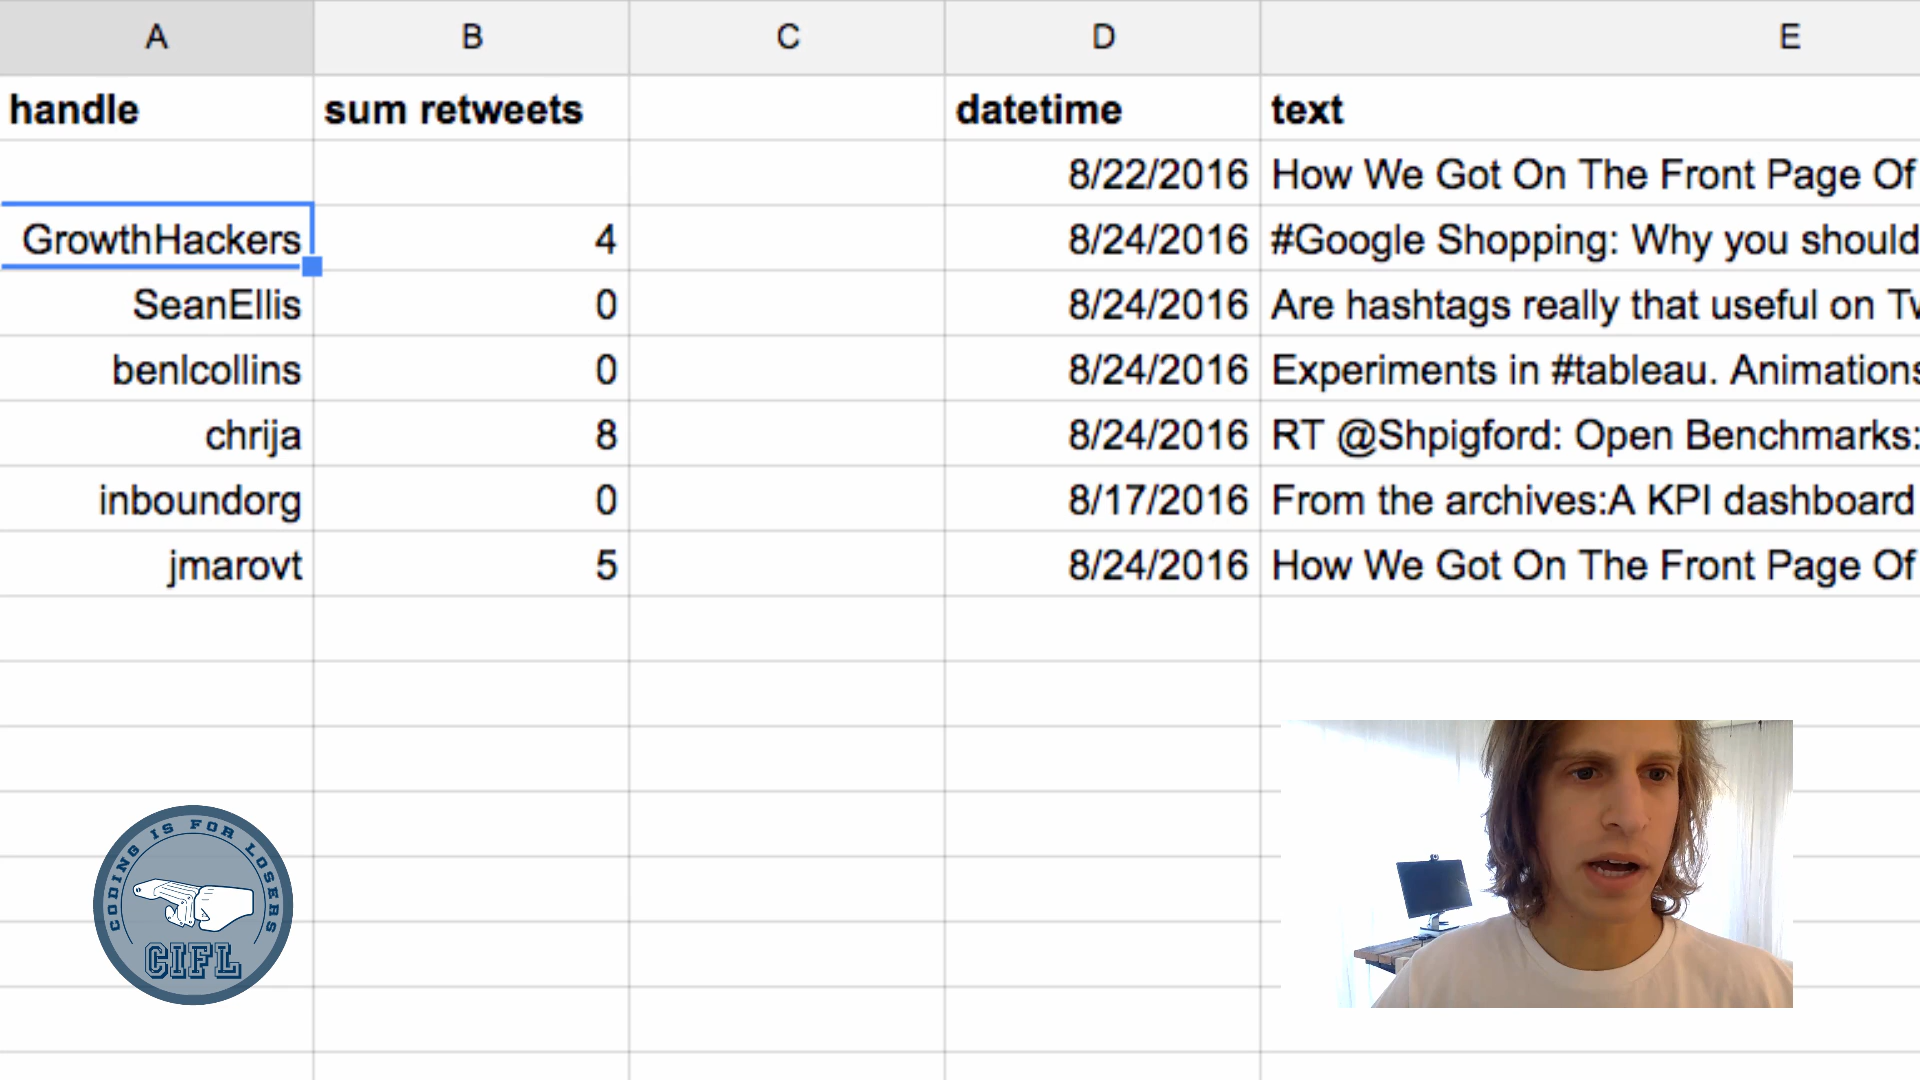 A B C D E
handle sum retweets datetime text
8/22/2016 How We Got On The Front Page Of
GrowthHackers 4 8/24/2016 #Google Shopping: Why you should
SeanEllis 0 8/24/2016 Are hashtags really that useful on Tw
benlcollins 0 8/24/2016 Experiments in #tableau. Animations
chrija 8 8/24/2016 RT @Shpigford: Open Benchmarks:
inboundorg 0 8/17/2016 From the archives:A KPI dashboard
jmarovt 5 8/24/2016 How We Got On The Front Page Of
CODING IS FOR LOSERS
CIFL